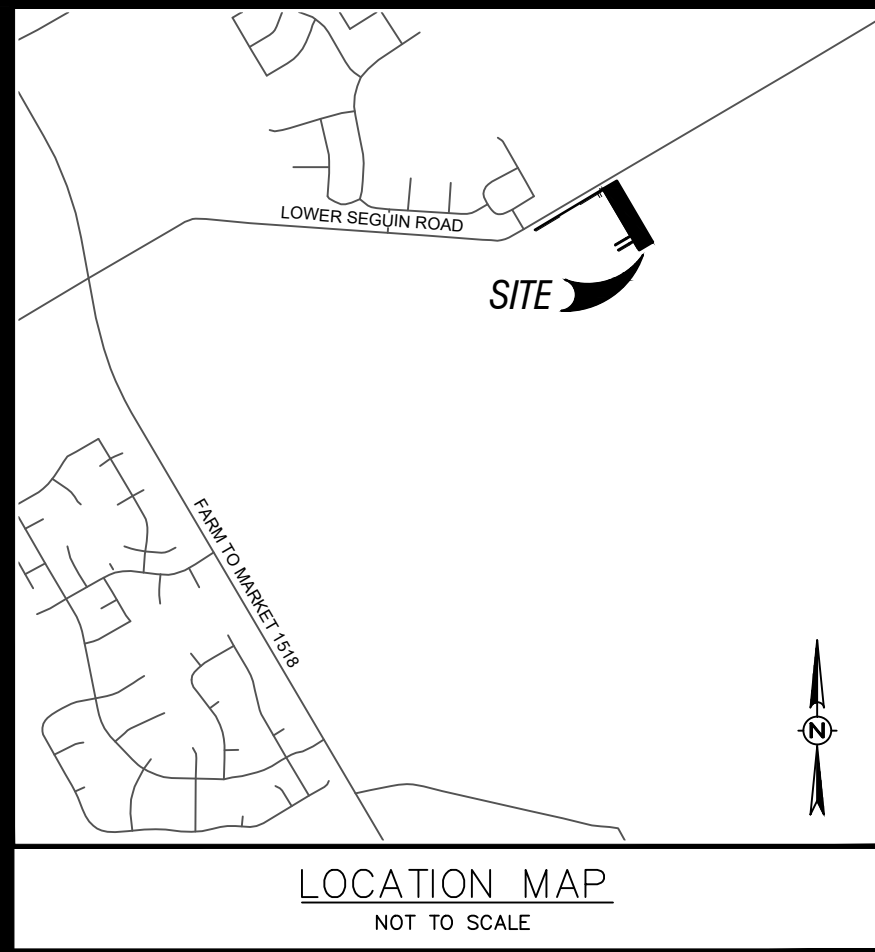 LOWER SEGUIN ROAD
SITE
FARM TO MARKET 1518
N
LOCATION MAP
NOT TO SCALE